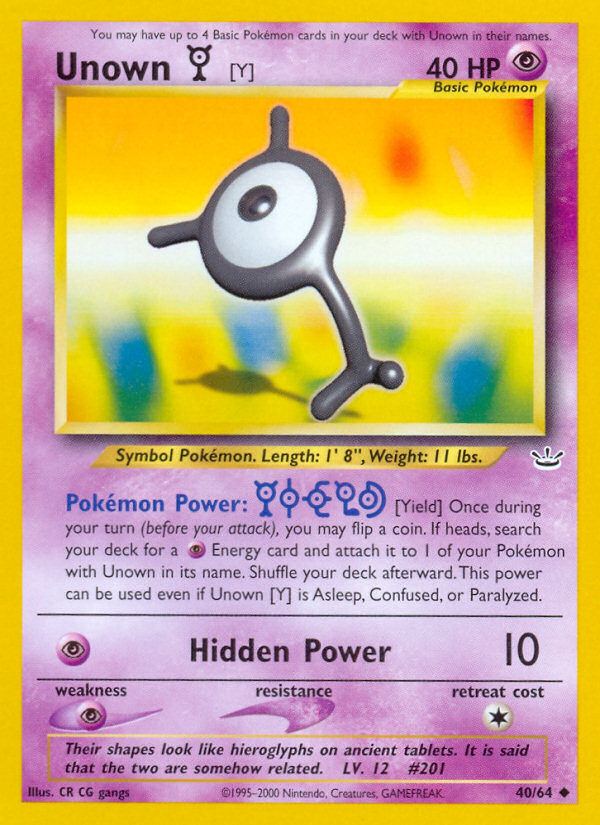 You may have up to 4 Basic Pokémon cards in your deck with Unown in their names.
Unown Y [Y] 40 HP
Basic Pokémon
Symbol Pokémon. Length: 1' 8", Weight: 11 lbs.
Pokémon Power: YIELD [Yield] Once during
your turn (before your attack), you may flip a coin. If heads, search
your deck for a Energy card and attach it to 1 of your Pokémon
with Unown in its name. Shuffle your deck afterward. This power
can be used even if Unown [Y] is Asleep, Confused, or Paralyzed.
Hidden Power 10
weakness resistance retreat cost
Their shapes look like hieroglyphs on ancient tablets. It is said
that the two are somehow related. LV. 12 #201
Illus. CR CG gangs ©1995-2000 Nintendo, Creatures, GAMEFREAK. 40/64